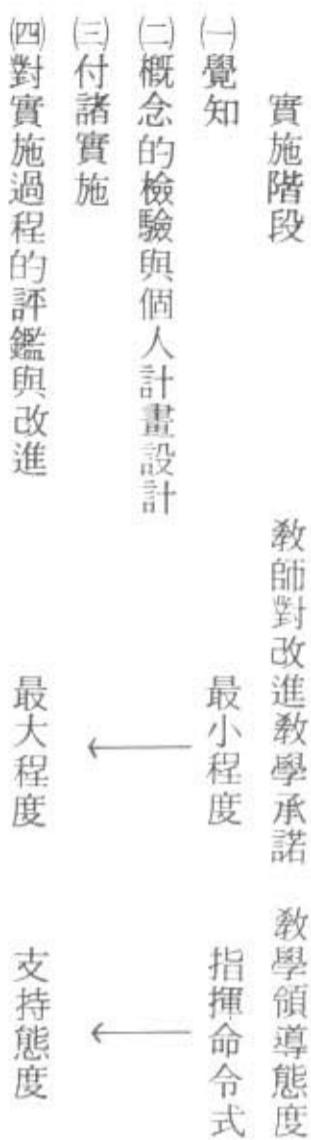 實施階段 教師對改進教學承諾 教學領導態度
㈠覺知 最小程度 指揮命令式
㈡概念的檢驗與個人計畫設計
㈢付諸實施
㈣對實施過程的評鑑與改進 最大程度 支持態度